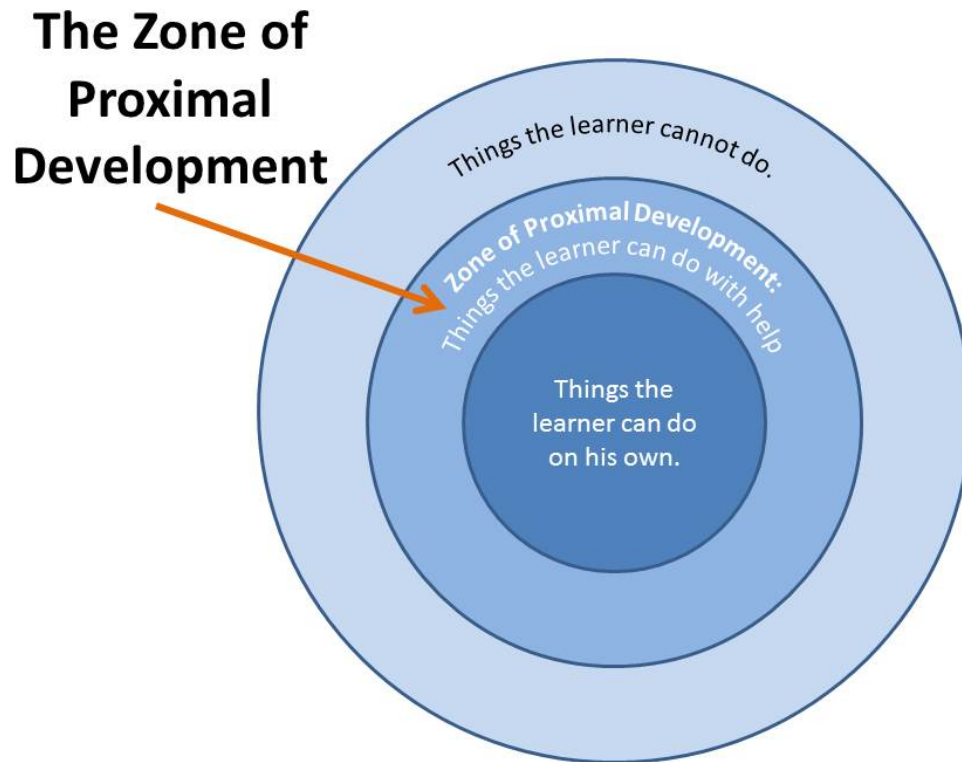 The Zone of
Proximal
Development
Things the learner cannot do.
Zone of Proximal Development:
Things the learner can do with help
Things the
learner can do
on his own.